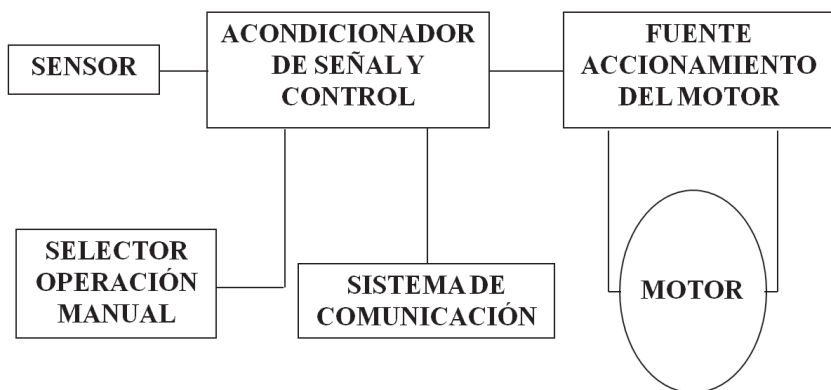 SENSOR
ACONDICIONADOR
DE SEÑAL Y
CONTROL
FUENTE
ACCIONAMIENTO
DEL MOTOR
SELECTOR
OPERACIÓN
MANUAL
SISTEMA DE
COMUNICACIÓN
MOTOR